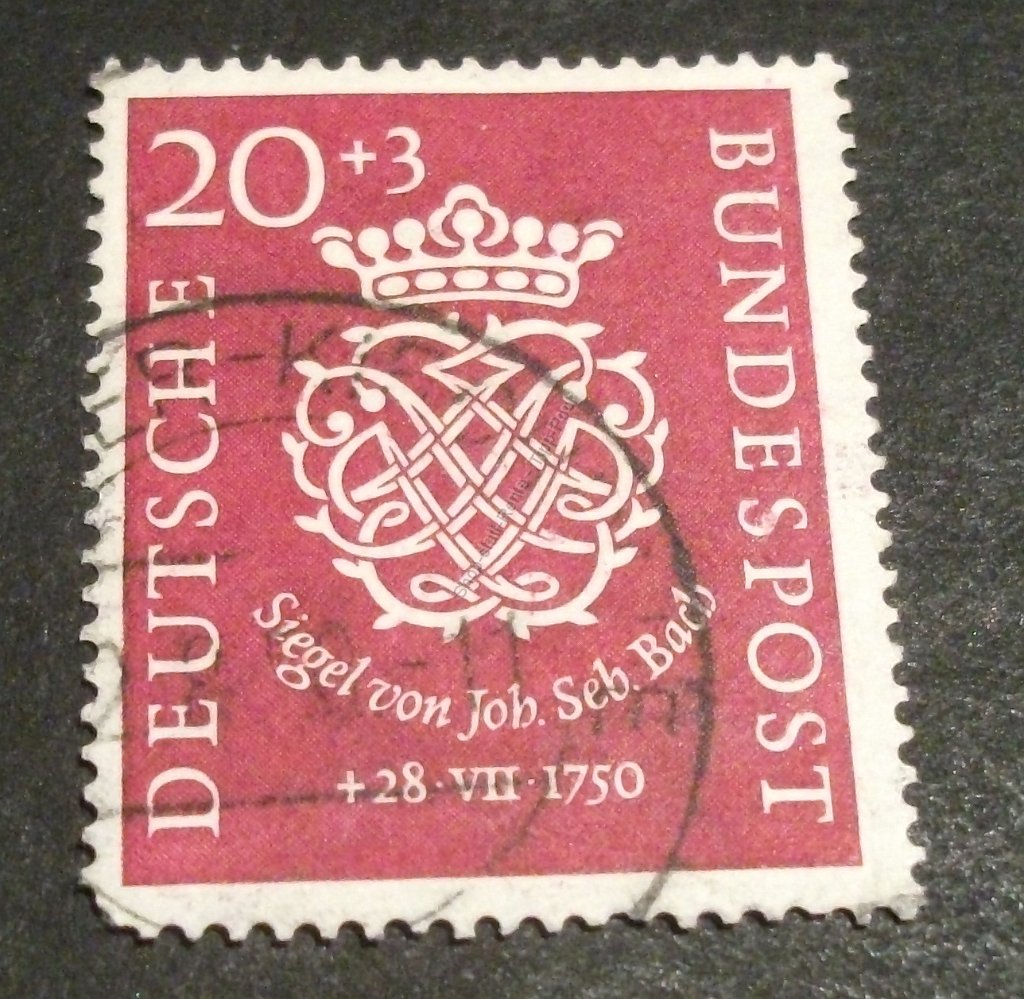 20+3
DEUTSCHE
BUNDESPOST
Siegel von Joh. Seb. Bach
+28·VII·1750